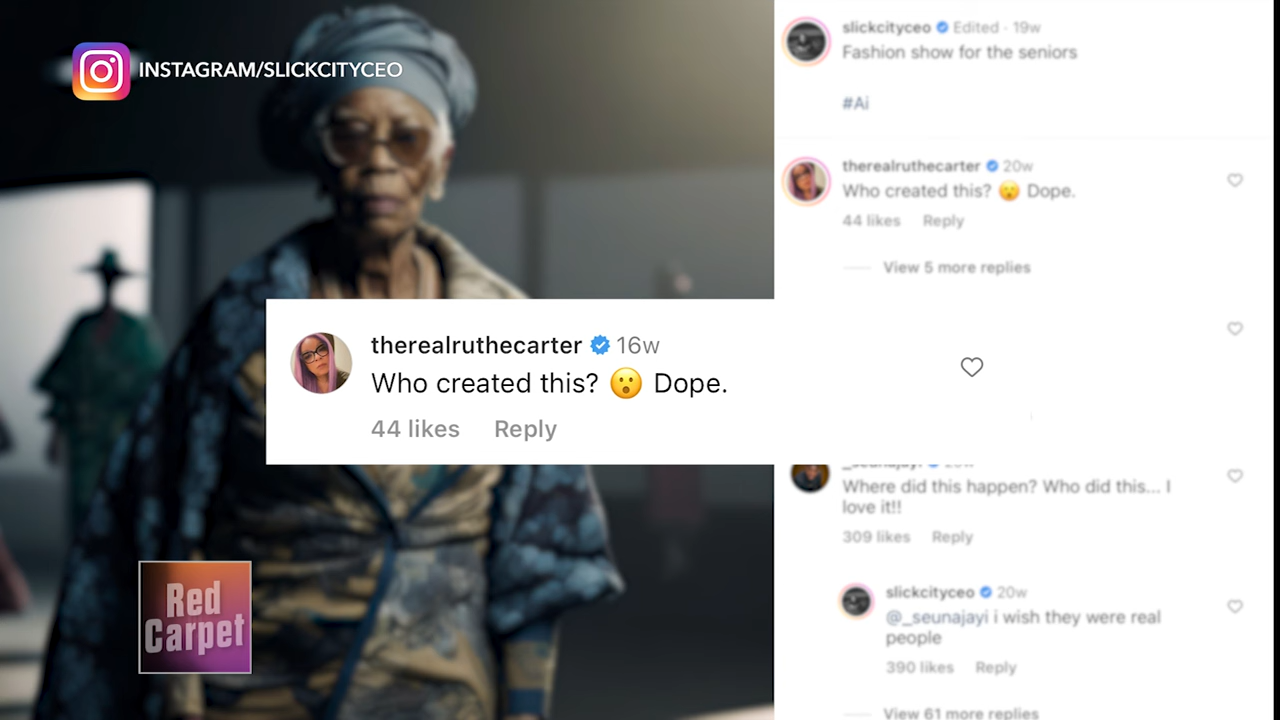 INSTAGRAM/SLICKCITYCEO
slickcityceo Edited · 19w
Fashion show for the seniors
#Ai
therealruthecarter 20w
Who created this? 😮 Dope.
44 likes Reply
View 5 more replies
therealruthecarter 16w
Who created this? 😮 Dope.
44 likes Reply
_seunajayi 20w
Where did this happen? Who did this... I
love it!!
309 likes Reply
slickcityceo 20w
@_seunajayi i wish they were real
people
390 likes Reply
View 61 more replies
Red
Carpet